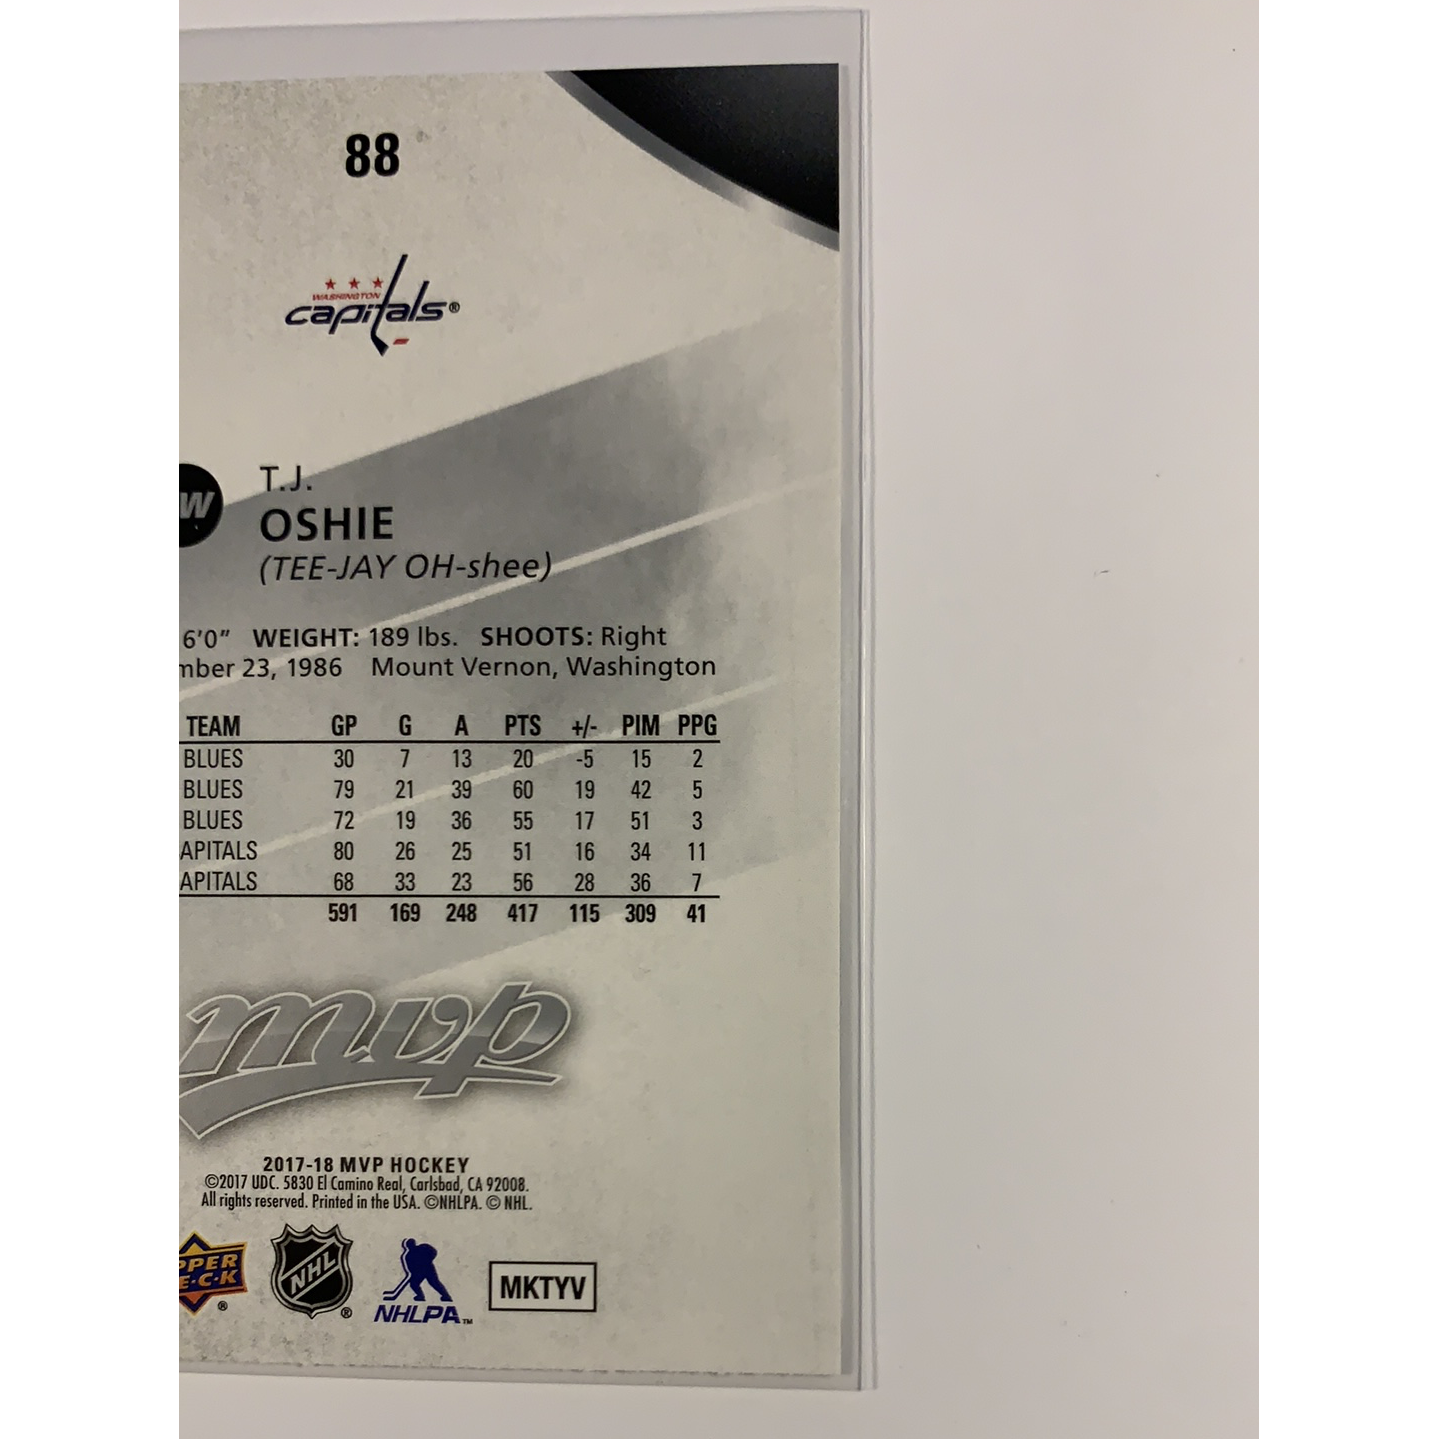 88
WASHINGTON
capitals®
W
T.J.
OSHIE
(TEE-JAY OH-shee)
6'0" WEIGHT: 189 lbs. SHOOTS: Right
mber 23, 1986 Mount Vernon, Washington
TEAM GP G A PTS +/- PIM PPG
BLUES 30 7 13 20 -5 15 2
BLUES 79 21 39 60 19 42 5
BLUES 72 19 36 55 17 51 3
APITALS 80 26 25 51 16 34 11
APITALS 68 33 23 56 28 36 7
591 169 248 417 115 309 41
mvp
2017-18 MVP HOCKEY
©2017 UDC. 5830 El Camino Real, Carlsbad, CA 92008.
All rights reserved. Printed in the USA. ©NHLPA. © NHL.
PPER
E·C·K ®
NHL ®
NHLPA™
MKTYV